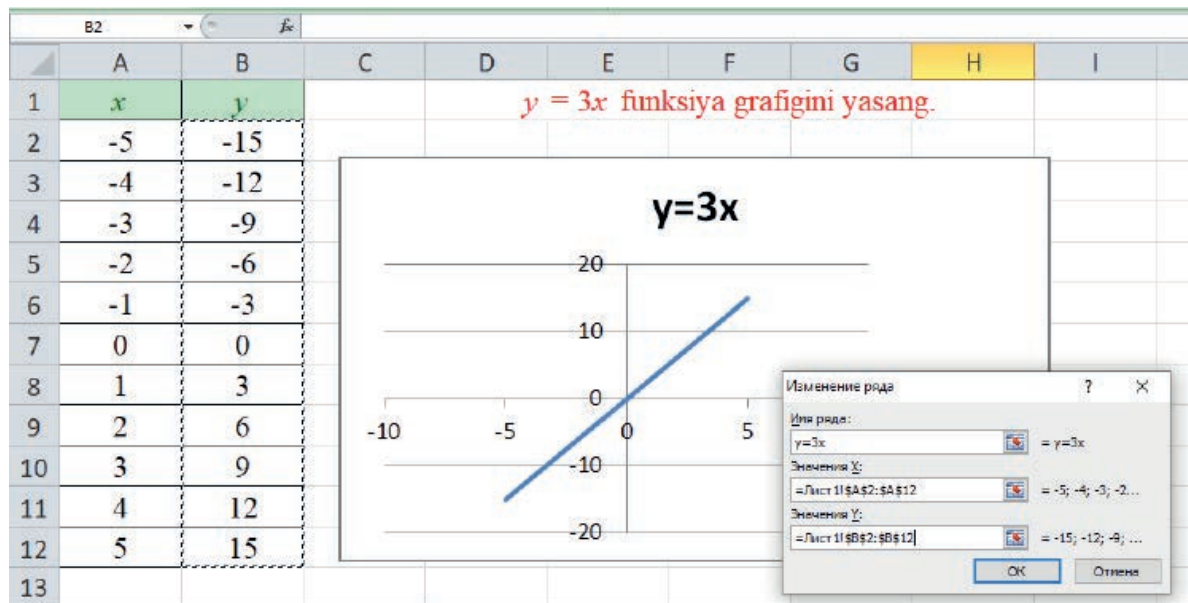 B2 fx
A B C D E F G H I
1 x y y = 3x funksiya grafigini yasang.
2 -5 -15
3 -4 -12
4 -3 -9
5 -2 -6
6 -1 -3
7 0 0
8 1 3
9 2 6
10 3 9
11 4 12
12 5 15
13
y=3x
20
10
0
-10 -5 0 5
-10
-20
Изменение ряда ? ×
Имя ряда:
y=3x = y=3x
Значения X:
=Лист1!$A$2:$A$12 = -5; -4; -3; -2...
Значения Y:
=Лист1!$B$2:$B$12 = -15; -12; -9; ...
ОК Отмена